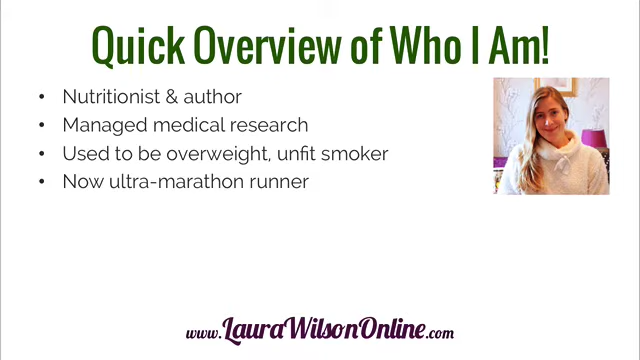 Quick Overview of Who I Am!
• Nutritionist & author
• Managed medical research
• Used to be overweight, unfit smoker
• Now ultra-marathon runner
www.LauraWilsonOnline.com